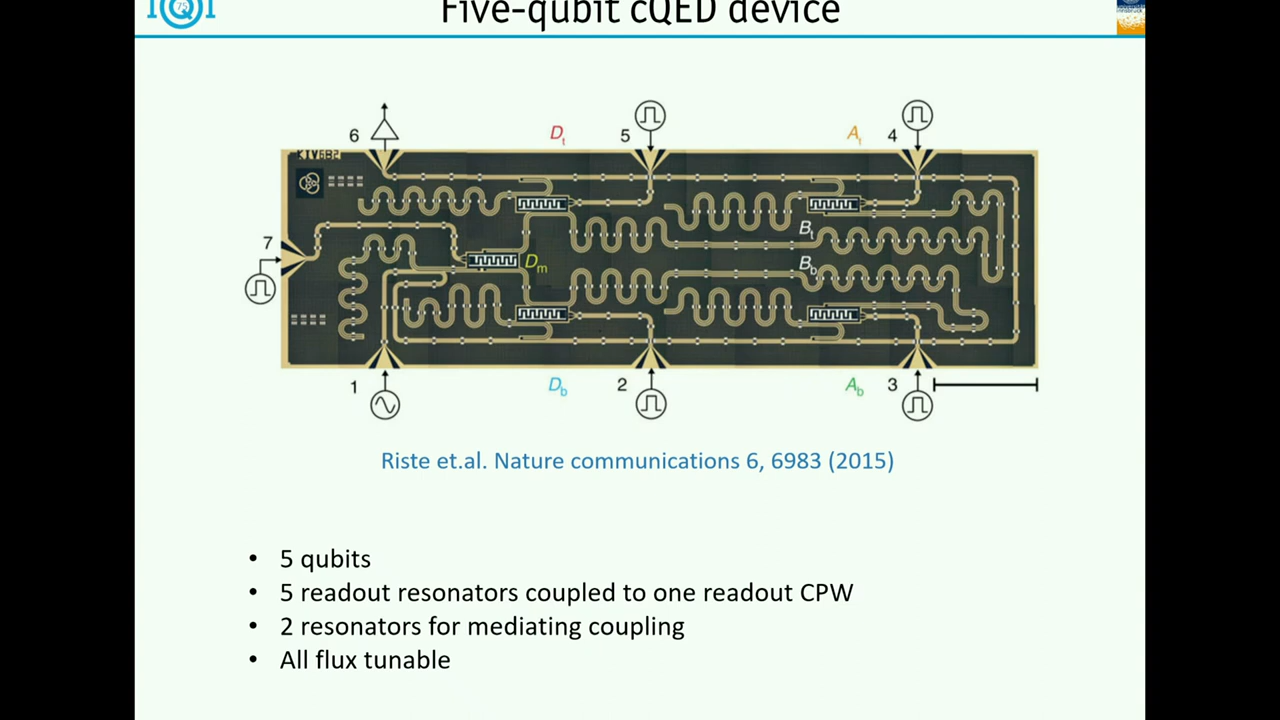 IQI
Five-qubit cQED device
6
Dt
5
At
4
Bt
7
Dm
Bb
1
Db
2
Ab
3
Riste et.al. Nature communications 6, 6983 (2015)
• 5 qubits
• 5 readout resonators coupled to one readout CPW
• 2 resonators for mediating coupling
• All flux tunable